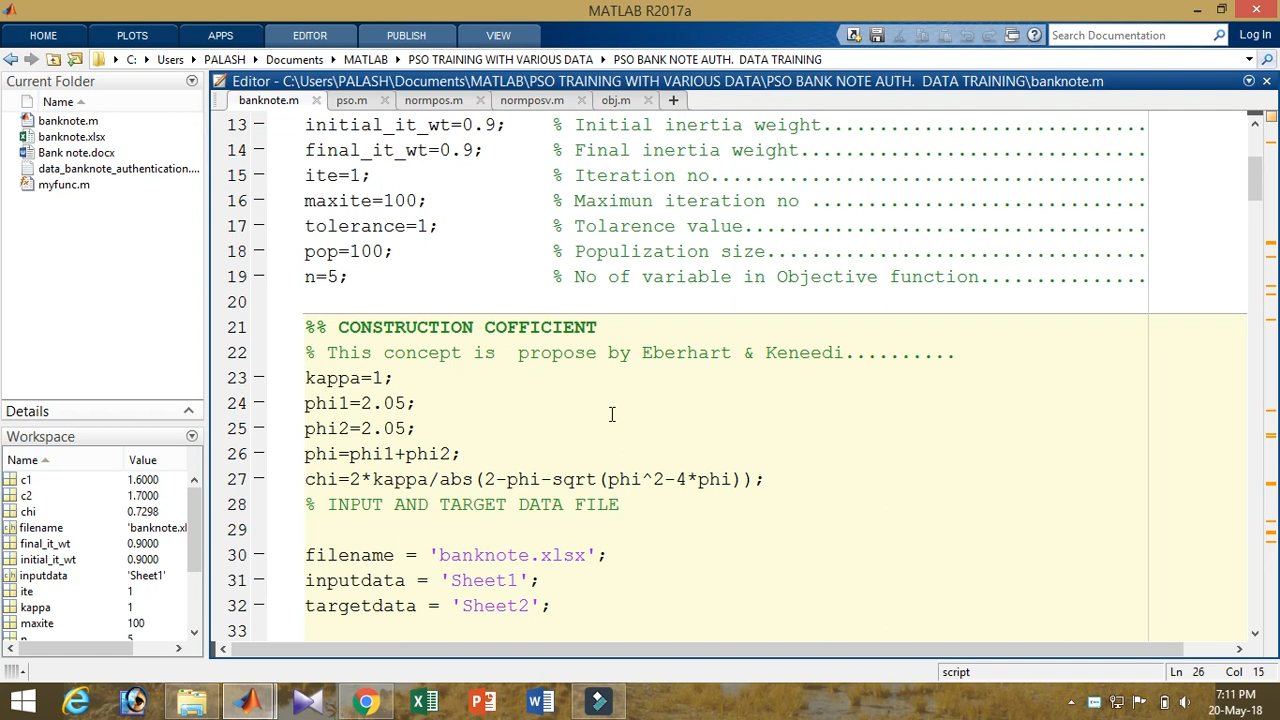 MATLAB R2017a
HOME PLOTS APPS EDITOR PUBLISH VIEW Search Documentation Log In
C: Users PALASH Documents MATLAB PSO TRAINING WITH VARIOUS DATA PSO BANK NOTE AUTH. DATA TRAINING
Current Folder
Name
banknote.m
banknote.xlsx
Bank note.docx
data_banknote_authentication....
myfunc.m
Details
Workspace
Name Value
c1 1.6000
c2 1.7000
chi 0.7298
filename 'banknote.xl
final_it_wt 0.9000
initial_it_wt 0.9000
inputdata 'Sheet1'
ite 1
kappa 1
maxite 100
n 5
Editor - C:\Users\PALASH\Documents\MATLAB\PSO TRAINING WITH VARIOUS DATA\PSO BANK NOTE AUTH. DATA TRAINING\banknote.m
banknote.m pso.m normpos.m normposv.m obj.m
13 initial_it_wt=0.9; % Initial inertia weight.............................
14 final_it_wt=0.9; % Final inertia weight...............................
15 ite=1; % Iteration no.......................................
16 maxite=100; % Maximun iteration no ..............................
17 tolerance=1; % Tolarence value....................................
18 pop=100; % Populization size..................................
19 n=5; % No of variable in Objective function...............
20
21 %% CONSTRUCTION COFFICIENT
22 % This concept is propose by Eberhart & Keneedi..........
23 kappa=1;
24 phi1=2.05;
25 phi2=2.05;
26 phi=phi1+phi2;
27 chi=2*kappa/abs(2-phi-sqrt(phi^2-4*phi));
28 % INPUT AND TARGET DATA FILE
29
30 filename = 'banknote.xlsx';
31 inputdata = 'Sheet1';
32 targetdata = 'Sheet2';
33
script Ln 26 Col 15
7:11 PM
20-May-18